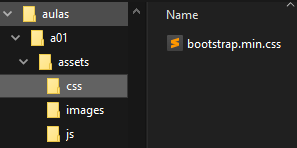 aulas
a01
assets
css
images
js
Name
bootstrap.min.css